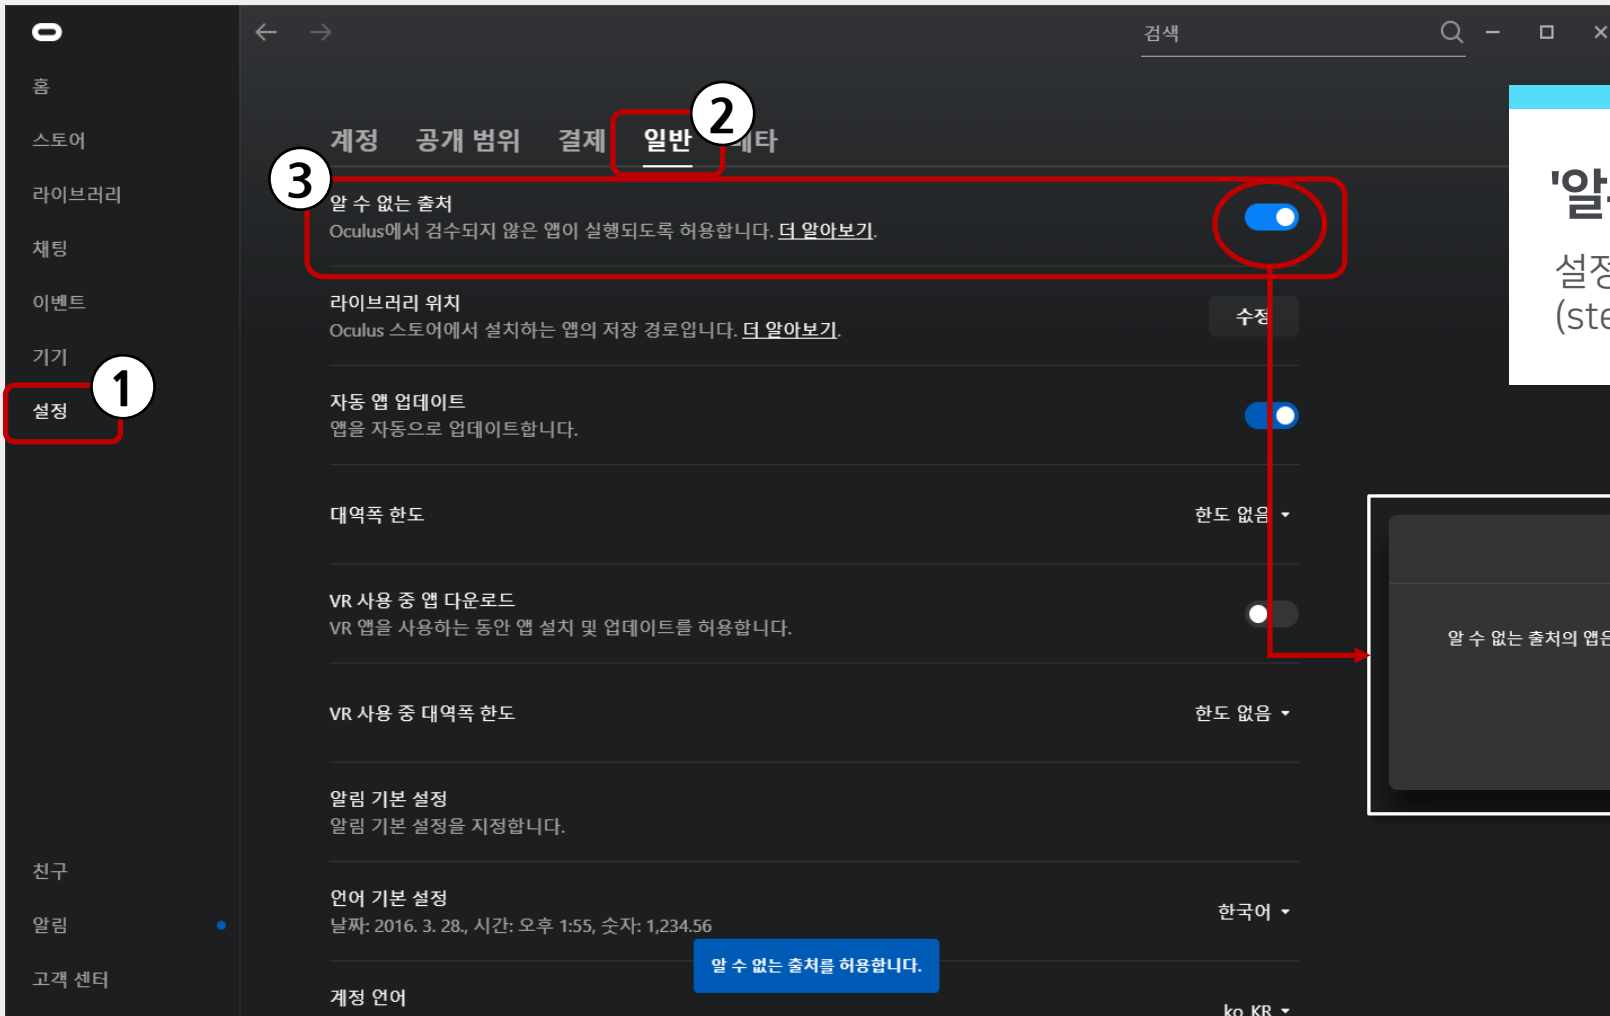 검색
홈
스토어
라이브러리
채팅
이벤트
기기
1
설정
친구
알림
고객 센터
계정 공개 범위 결제 일반 2 베타
3
알 수 없는 출처
Oculus에서 검수되지 않은 앱이 실행되도록 허용합니다. 더 알아보기.
라이브러리 위치
Oculus 스토어에서 설치하는 앱의 저장 경로입니다. 더 알아보기.
수정
자동 앱 업데이트
앱을 자동으로 업데이트합니다.
대역폭 한도
한도 없음
VR 사용 중 앱 다운로드
VR 앱을 사용하는 동안 앱 설치 및 업데이트를 허용합니다.
VR 사용 중 대역폭 한도
한도 없음
알림 기본 설정
알림 기본 설정을 지정합니다.
언어 기본 설정
날짜: 2016. 3. 28., 시간: 오후 1:55, 숫자: 1,234.56
한국어
알 수 없는 출처를 허용합니다.
계정 언어
ko_KR
'알
설정
(ste
알 수 없는 출처의 앱은